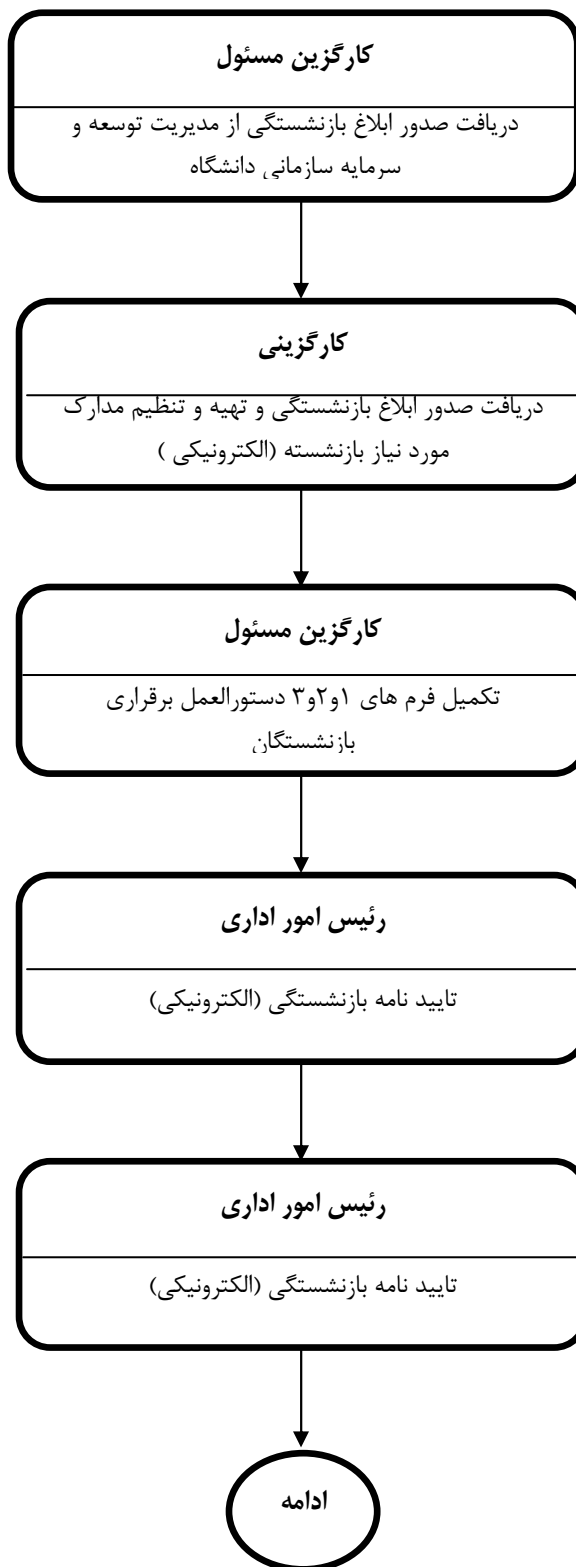 کارگزین مسئول
دریافت صدور ابلاغ بازنشستگی از مدیریت توسعه و
سرمایه سازمانی دانشگاه
کارگزینی
دریافت صدور ابلاغ بازنشستگی و تهیه و تنظیم مدارک
مورد نیاز بازنشسته (الکترونیکی )
کارگزین مسئول
تکمیل فرم های ۱و۲و۳ دستورالعمل برقراری
بازنشستگان
رئیس امور اداری
تایید نامه بازنشستگی (الکترونیکی)
رئیس امور اداری
تایید نامه بازنشستگی (الکترونیکی)
ادامه